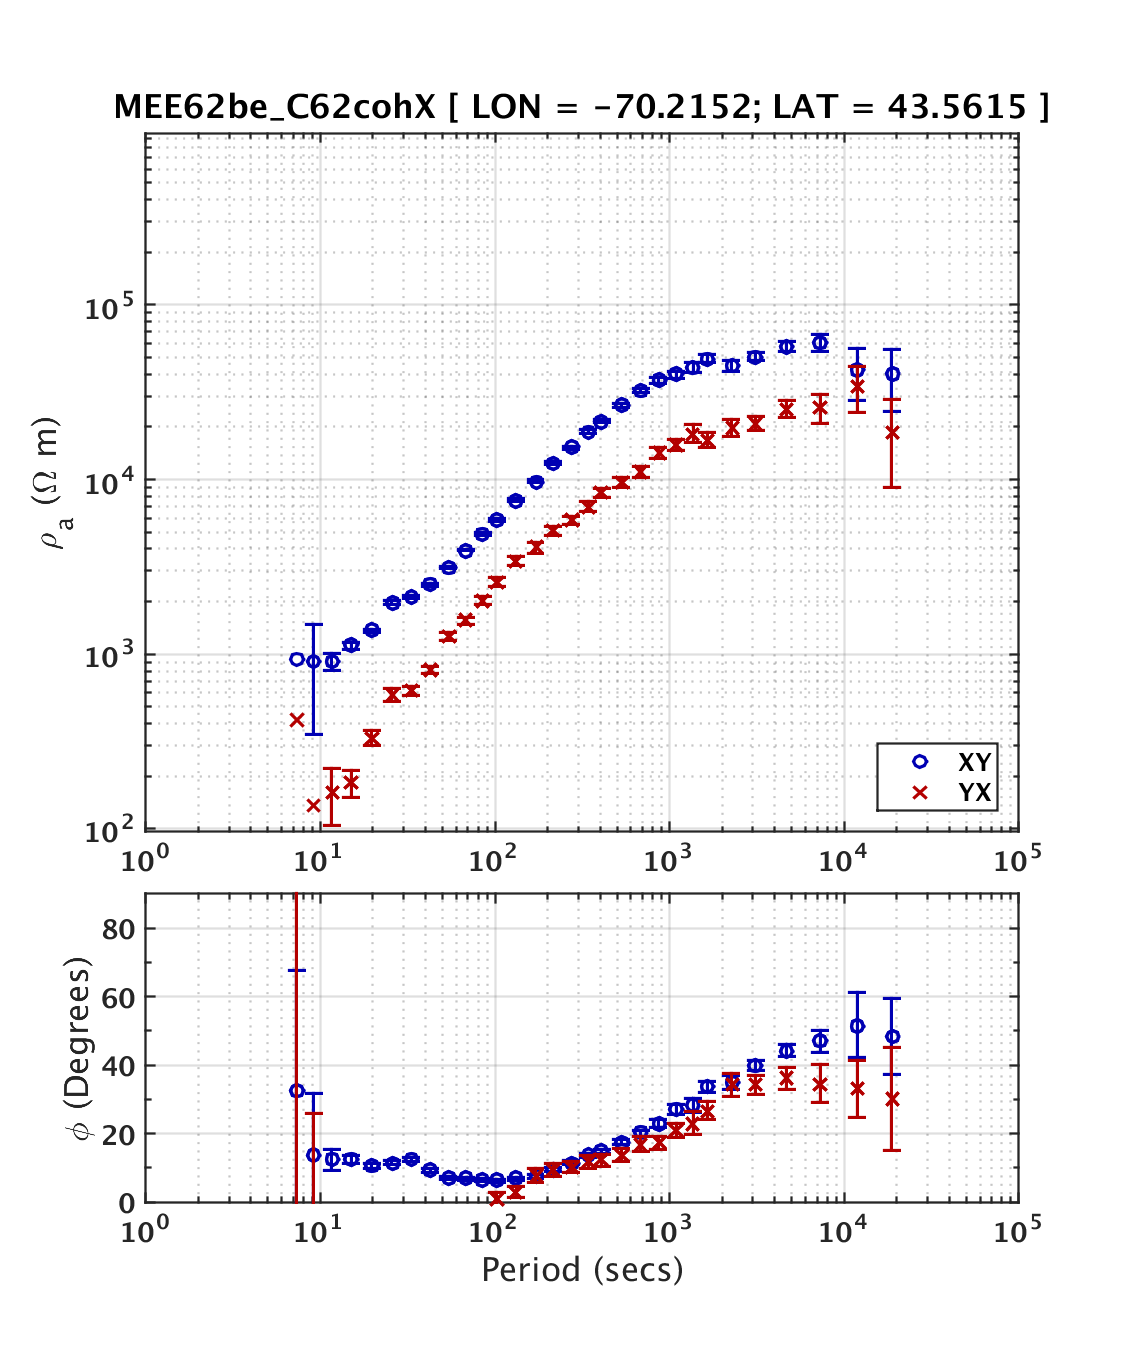 MEE62be_C62cohX [ LON = -70.2152; LAT = 43.5615 ]
10^5
10^4
10^3
10^2
ρ_a (Ω m)
XY
YX
10^0 10^1 10^2 10^3 10^4 10^5
80
60
40
20
0
ϕ (Degrees)
10^0 10^1 10^2 10^3 10^4 10^5
Period (secs)